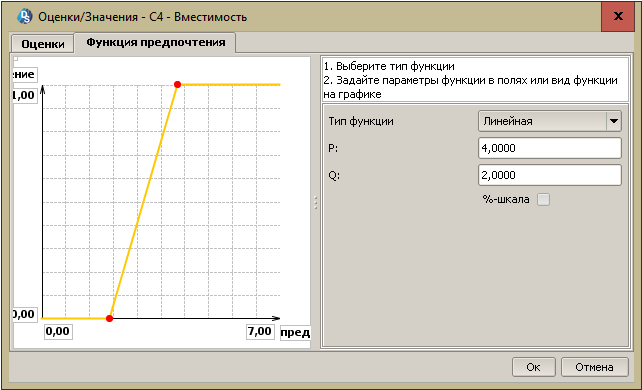 Оценки/Значения - C4 - Вместимость
Оценки
Функция предпочтения
ение
1,00
0,00
0,00
7,00
пред
1. Выберите тип функции
2. Задайте параметры функции в полях или вид функции
на графике
Тип функции
Линейная
P:
4,0000
Q:
2,0000
%-шкала
Ок
Отмена